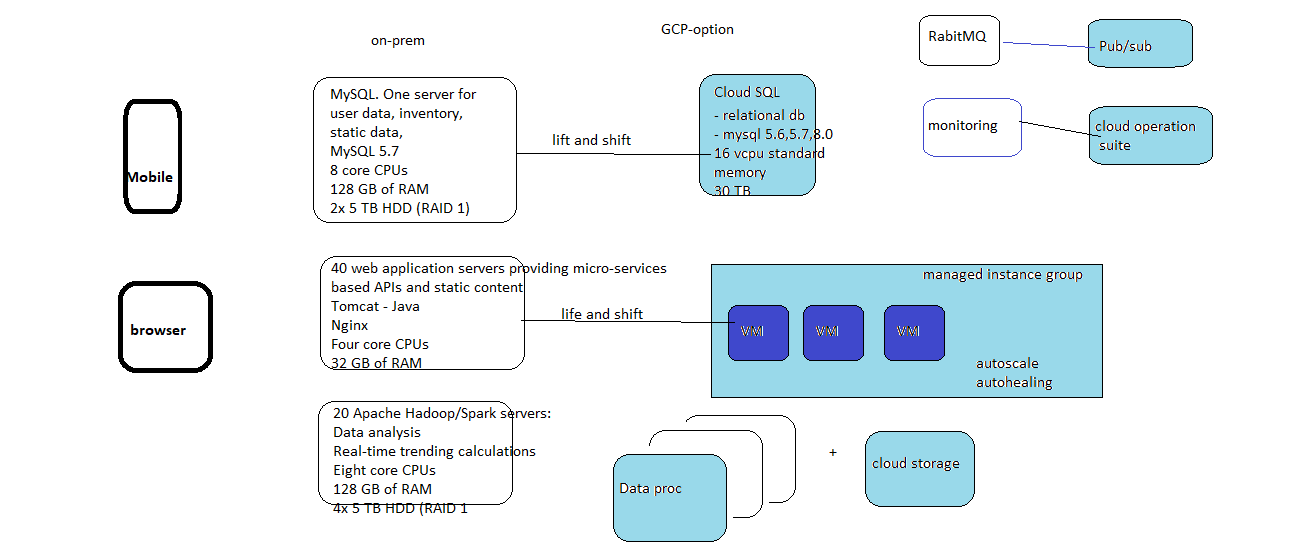 on-prem
GCP-option
RabitMQ
Pub/sub
Mobile
MySQL. One server for
user data, inventory,
static data,
MySQL 5.7
8 core CPUs
128 GB of RAM
2x 5 TB HDD (RAID 1)
lift and shift
Cloud SQL
- relational db
- mysql 5.6,5.7,8.0
16 vcpu standard
memory
30 TB
monitoring
cloud operation
suite
browser
40 web application servers providing micro-services
based APIs and static content
Tomcat - Java
Nginx
Four core CPUs
32 GB of RAM
life and shift
managed instance group
VM
VM
VM
autoscale
autohealing
20 Apache Hadoop/Spark servers:
Data analysis
Real-time trending calculations
Eight core CPUs
128 GB of RAM
4x 5 TB HDD (RAID 1
Data proc
+
cloud storage